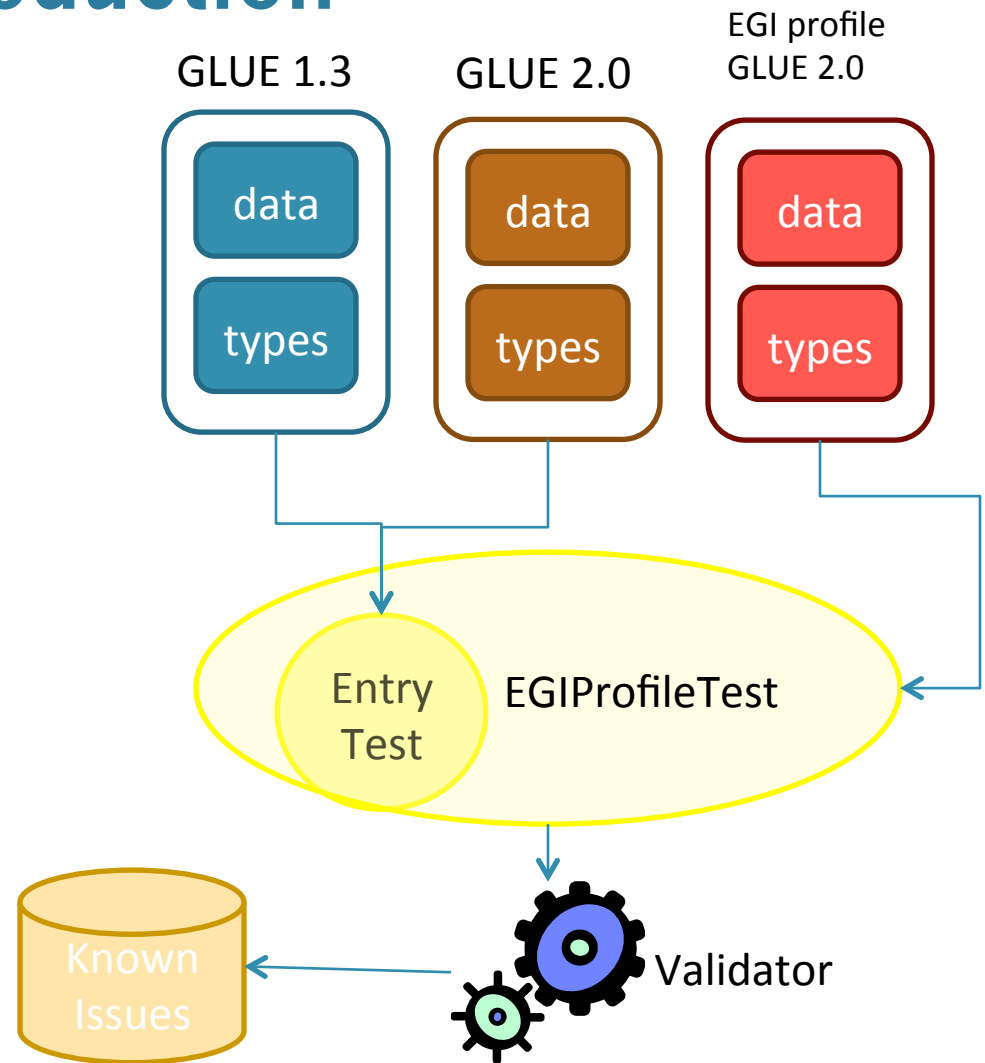 GLUE 1.3
GLUE 2.0
EGI profile
GLUE 2.0
data
data
data
types
types
types
Entry
Test
EGIProfileTest
Known
Issues
Validator